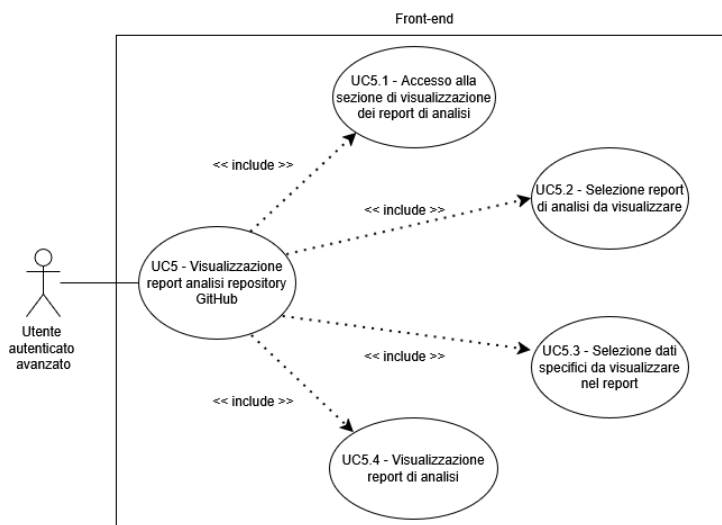 Front-end
UC5.1 - Accesso alla
sezione di visualizzazione
dei report di analisi
<< include >>
UC5.2 - Selezione report
di analisi da visualizzare
<< include >>
UC5 - Visualizzazione
report analisi repository
GitHub
Utente
autenticato
avanzato
UC5.3 - Selezione dati
specifici da visualizzare
nel report
<< include >>
<< include >>
UC5.4 - Visualizzazione
report di analisi